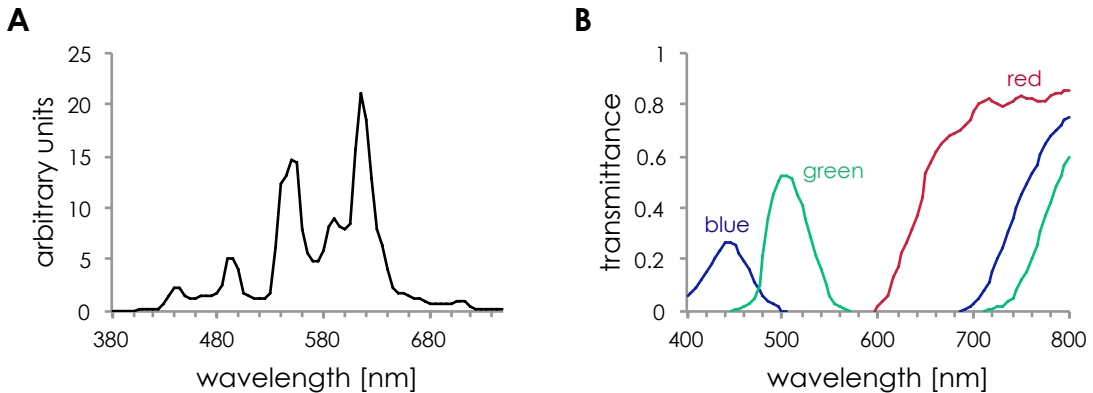 A
25
20
15
10
5
0
380 480 580 680
arbitrary units
wavelength [nm]
B
1
0.8
0.6
0.4
0.2
0
400 500 600 700 800
transmittance
wavelength [nm]
red
green
blue